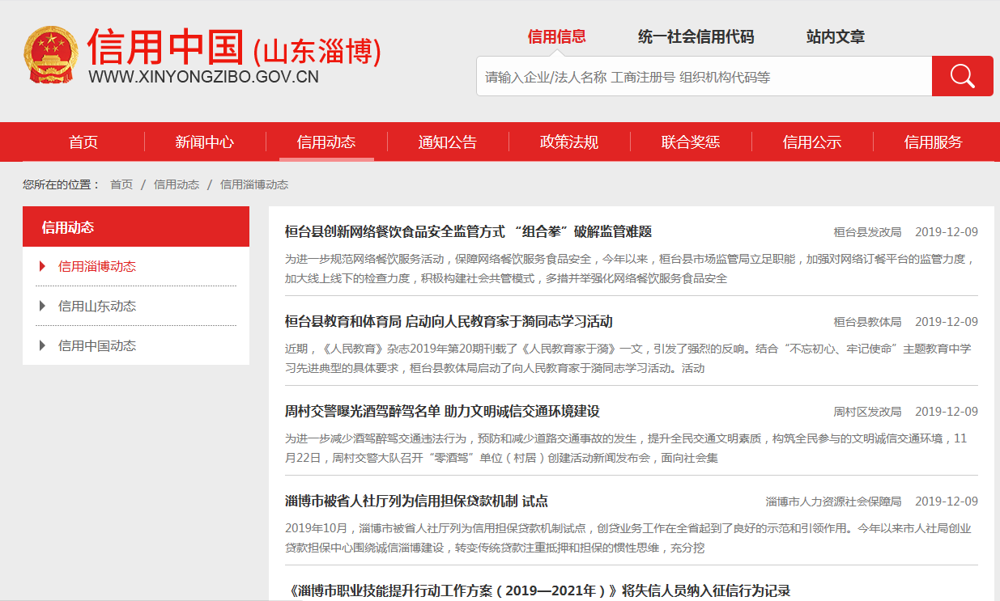 信用中国(山东淄博)
WWW.XINYONGZIBO.GOV.CN
信用信息 统一社会信用代码 站内文章
请输入企业/法人名称 工商注册号 组织机构代码等
首页 新闻中心 信用动态 通知公告 政策法规 联合奖惩 信用公示 信用服务
您所在的位置： 首页 / 信用动态 / 信用淄博动态
信用动态
信用淄博动态
信用山东动态
信用中国动态
桓台县创新网络餐饮食品安全监管方式 “组合拳”破解监管难题 桓台县发改局 2019-12-09
为进一步规范网络餐饮服务活动，保障网络餐饮服务食品安全，今年以来，桓台县市场监管局立足职能，加强对网络订餐平台的监管力度，
加大线上线下的检查力度，积极构建社会共管模式，多措并举强化网络餐饮服务食品安全
桓台县教育和体育局 启动向人民教育家于漪同志学习活动 桓台县教体局 2019-12-09
近期，《人民教育》杂志2019年第20期刊载了《人民教育家于漪》一文，引发了强烈的反响。结合“不忘初心、牢记使命”主题教育中学
习先进典型的具体要求，桓台县教体局启动了向人民教育家于漪同志学习活动。活动
周村交警曝光酒驾醉驾名单 助力文明诚信交通环境建设 周村区发改局 2019-12-09
为进一步减少酒驾醉驾交通违法行为，预防和减少道路交通事故的发生，提升全民交通文明素质，构筑全民参与的文明诚信交通环境，11
月22日，周村交警大队召开“零酒驾”单位（村居）创建活动新闻发布会，面向社会集
淄博市被省人社厅列为信用担保贷款机制 试点 淄博市人力资源社会保障局 2019-12-09
2019年10月，淄博市被省人社厅列为信用担保贷款机制试点，创贷业务工作在全省起到了良好的示范和引领作用。今年以来市人社局创业
贷款担保中心围绕诚信淄博建设，转变传统贷款注重抵押和担保的惯性思维，充分挖
《淄博市职业技能提升行动工作方案（2019—2021年）》将失信人员纳入征信行为记录